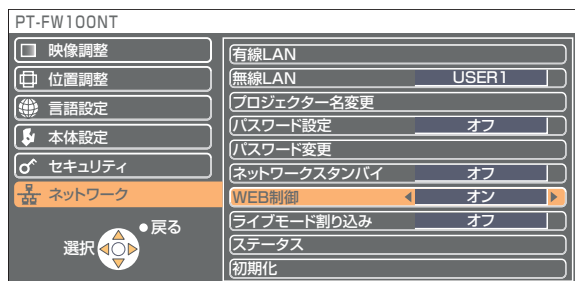 PT-FW100NT
映像調整
位置調整
言語設定
本体設定
セキュリティ
ネットワーク
戻る
選択
有線LAN
無線LAN USER1
プロジェクター名変更
パスワード設定 オフ
パスワード変更
ネットワークスタンバイ オフ
WEB制御 オン
ライブモード割り込み オフ
ステータス
初期化